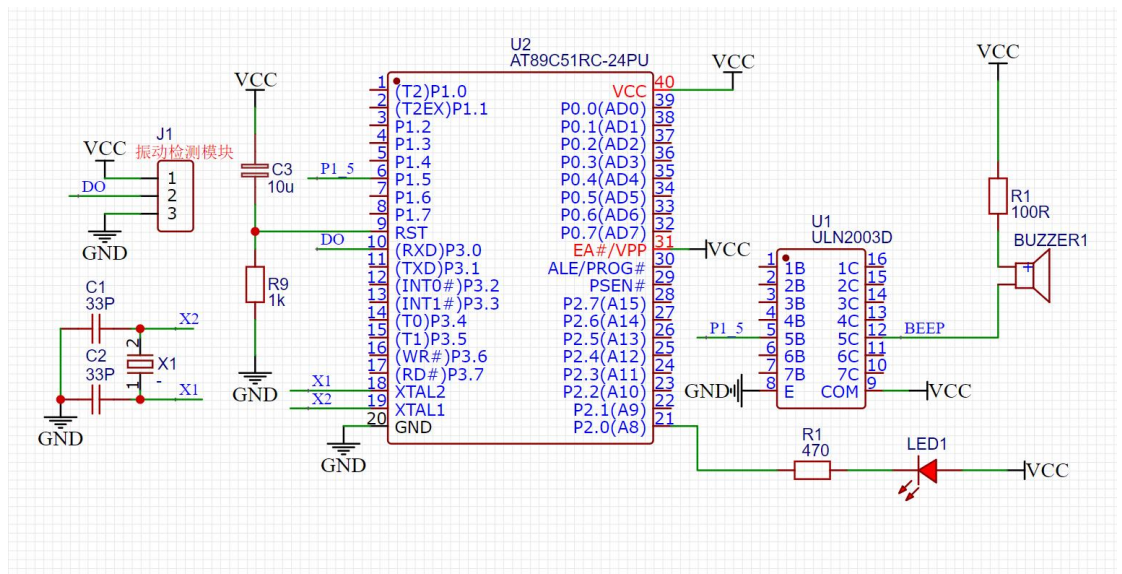 U2
AT89C51RC-24PU
1 (T2)P1.0
2 (T2EX)P1.1
3 P1.2
4 P1.3
5 P1.4
P1_5 6 P1.5
7 P1.6
8 P1.7
9 RST
DO 10 (RXD)P3.0
11 (TXD)P3.1
12 (INT0#)P3.2
13 (INT1#)P3.3
14 (T0)P3.4
15 (T1)P3.5
16 (WR#)P3.6
17 (RD#)P3.7
X1 18 XTAL2
X2 19 XTAL1
20 GND
GND
VCC 40
VCC
P0.0(AD0) 39
P0.1(AD1) 38
P0.2(AD2) 37
P0.3(AD3) 36
P0.4(AD4) 35
P0.5(AD5) 34
P0.6(AD6) 33
P0.7(AD7) 32
EA#/VPP 31 VCC
ALE/PROG# 30
PSEN# 29
P2.7(A15) 28
P2.6(A14) 27
P2.5(A13) 26
P2.4(A12) 25
P2.3(A11) 24
P2.2(A10) 23
P2.1(A9) 22
P2.0(A8) 21
VCC
C3
10u
R9
1k
GND
J1
VCC 振动检测模块
1
DO 2
3
GND
C1
33P
X2
C2
33P
2
X1
1 -
X1
GND
VCC
R1
100R
BUZZER1
+
U1
ULN2003D
1 1B 1C 16
2 2B 2C 15
3 3B 3C 14
4 4B 4C 13
P1_5 5 5B 5C 12 BEEP
6 6B 6C 11
7 7B 7C 10
GND 8 E COM 9 VCC
R1
470
LED1
VCC